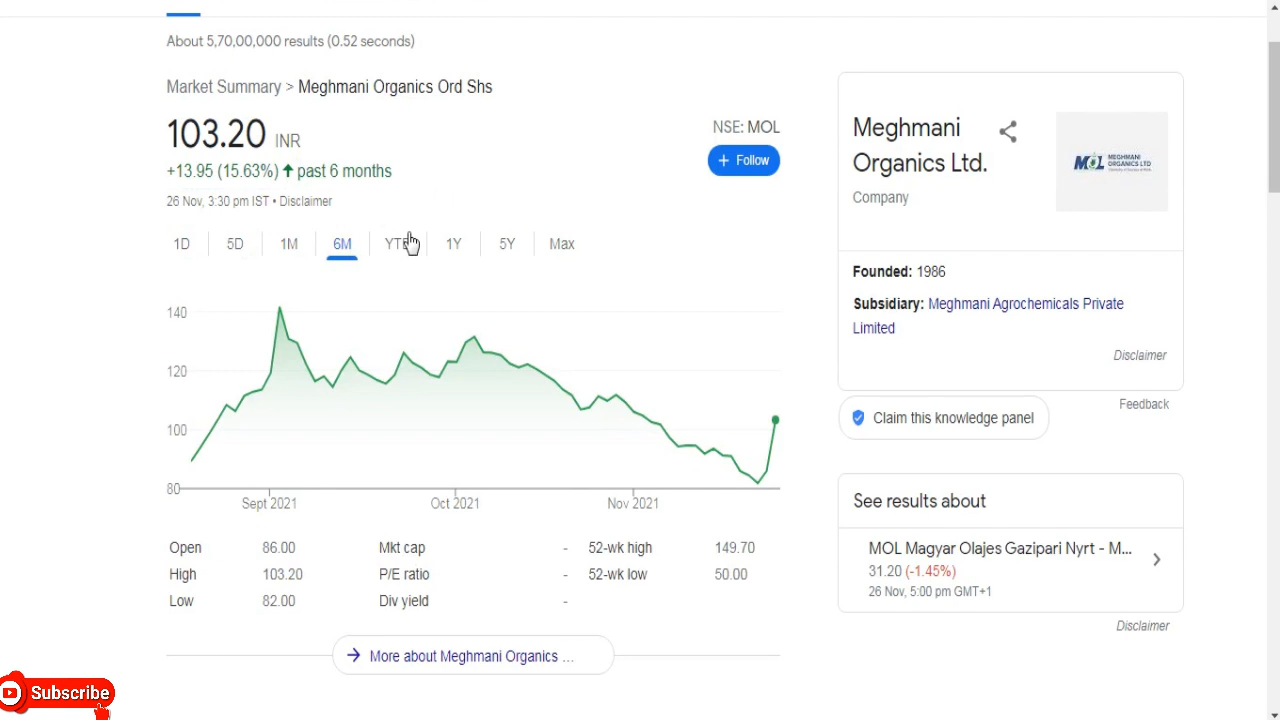 About 5,70,00,000 results (0.52 seconds)
Market Summary > Meghmani Organics Ord Shs
103.20 INR
+13.95 (15.63%) ↑ past 6 months
26 Nov, 3:30 pm IST • Disclaimer
NSE: MOL
+ Follow
1D 5D 1M 6M YTD 1Y 5Y Max
140
120
100
80
Sept 2021 Oct 2021 Nov 2021
Open 86.00 Mkt cap - 52-wk high 149.70
High 103.20 P/E ratio - 52-wk low 50.00
Low 82.00 Div yield -
→ More about Meghmani Organics ...
Meghmani
Organics Ltd.
Company
MOL MEGHMANI
ORGANICS LTD
Founded: 1986
Subsidiary: Meghmani Agrochemicals Private
Limited
Disclaimer
Feedback
Claim this knowledge panel
See results about
MOL Magyar Olajes Gazipari Nyrt - M...
31.20 (-1.45%)
26 Nov, 5:00 pm GMT+1
Disclaimer
Subscribe